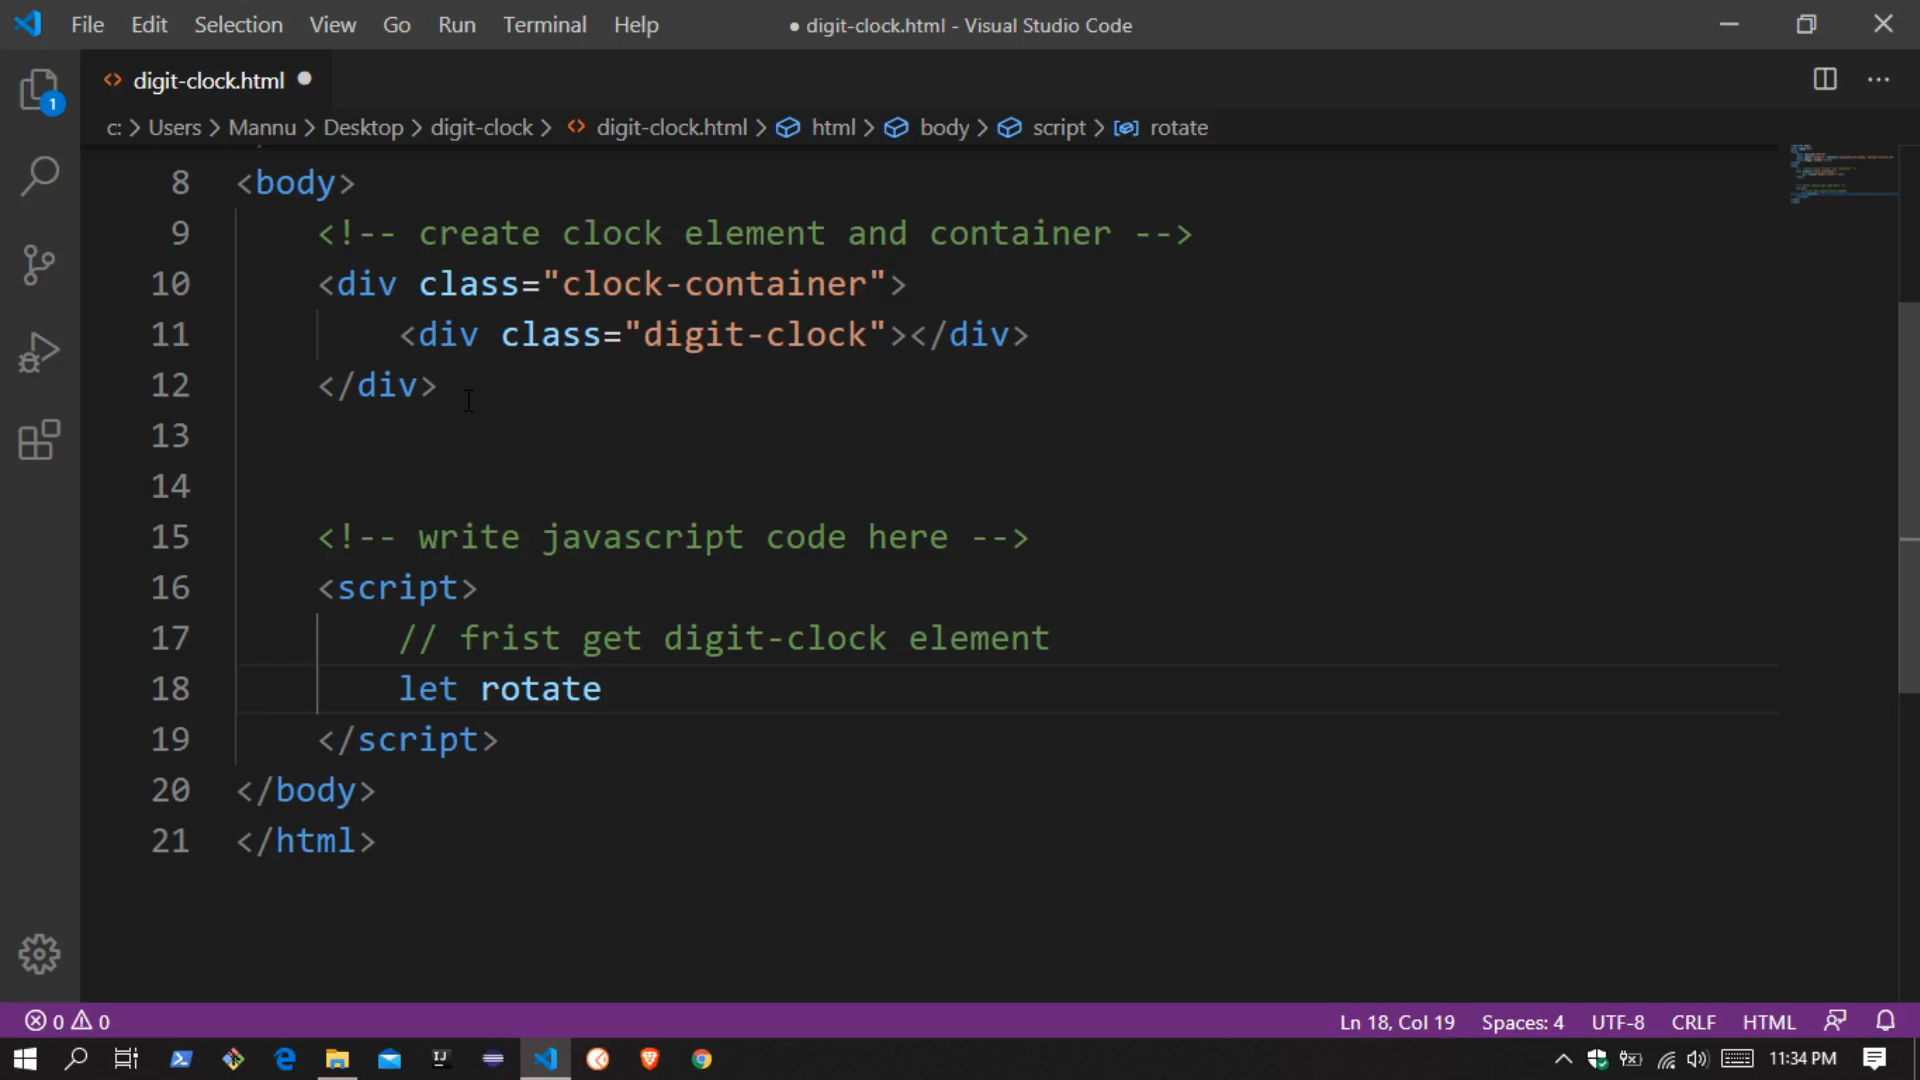 File Edit Selection View Go Run Terminal Help ● digit-clock.html - Visual Studio Code
<> digit-clock.html ●
c: > Users > Mannu > Desktop > digit-clock > <> digit-clock.html > html > body > script > rotate
8 <body>
9 <!-- create clock element and container -->
10 <div class="clock-container">
11 <div class="digit-clock"></div>
12 </div>
13
14
15 <!-- write javascript code here -->
16 <script>
17 // frist get digit-clock element
18 let rotate
19 </script>
20 </body>
21 </html>
1
0 0 Ln 18, Col 19 Spaces: 4 UTF-8 CRLF HTML
IJ 11:34 PM